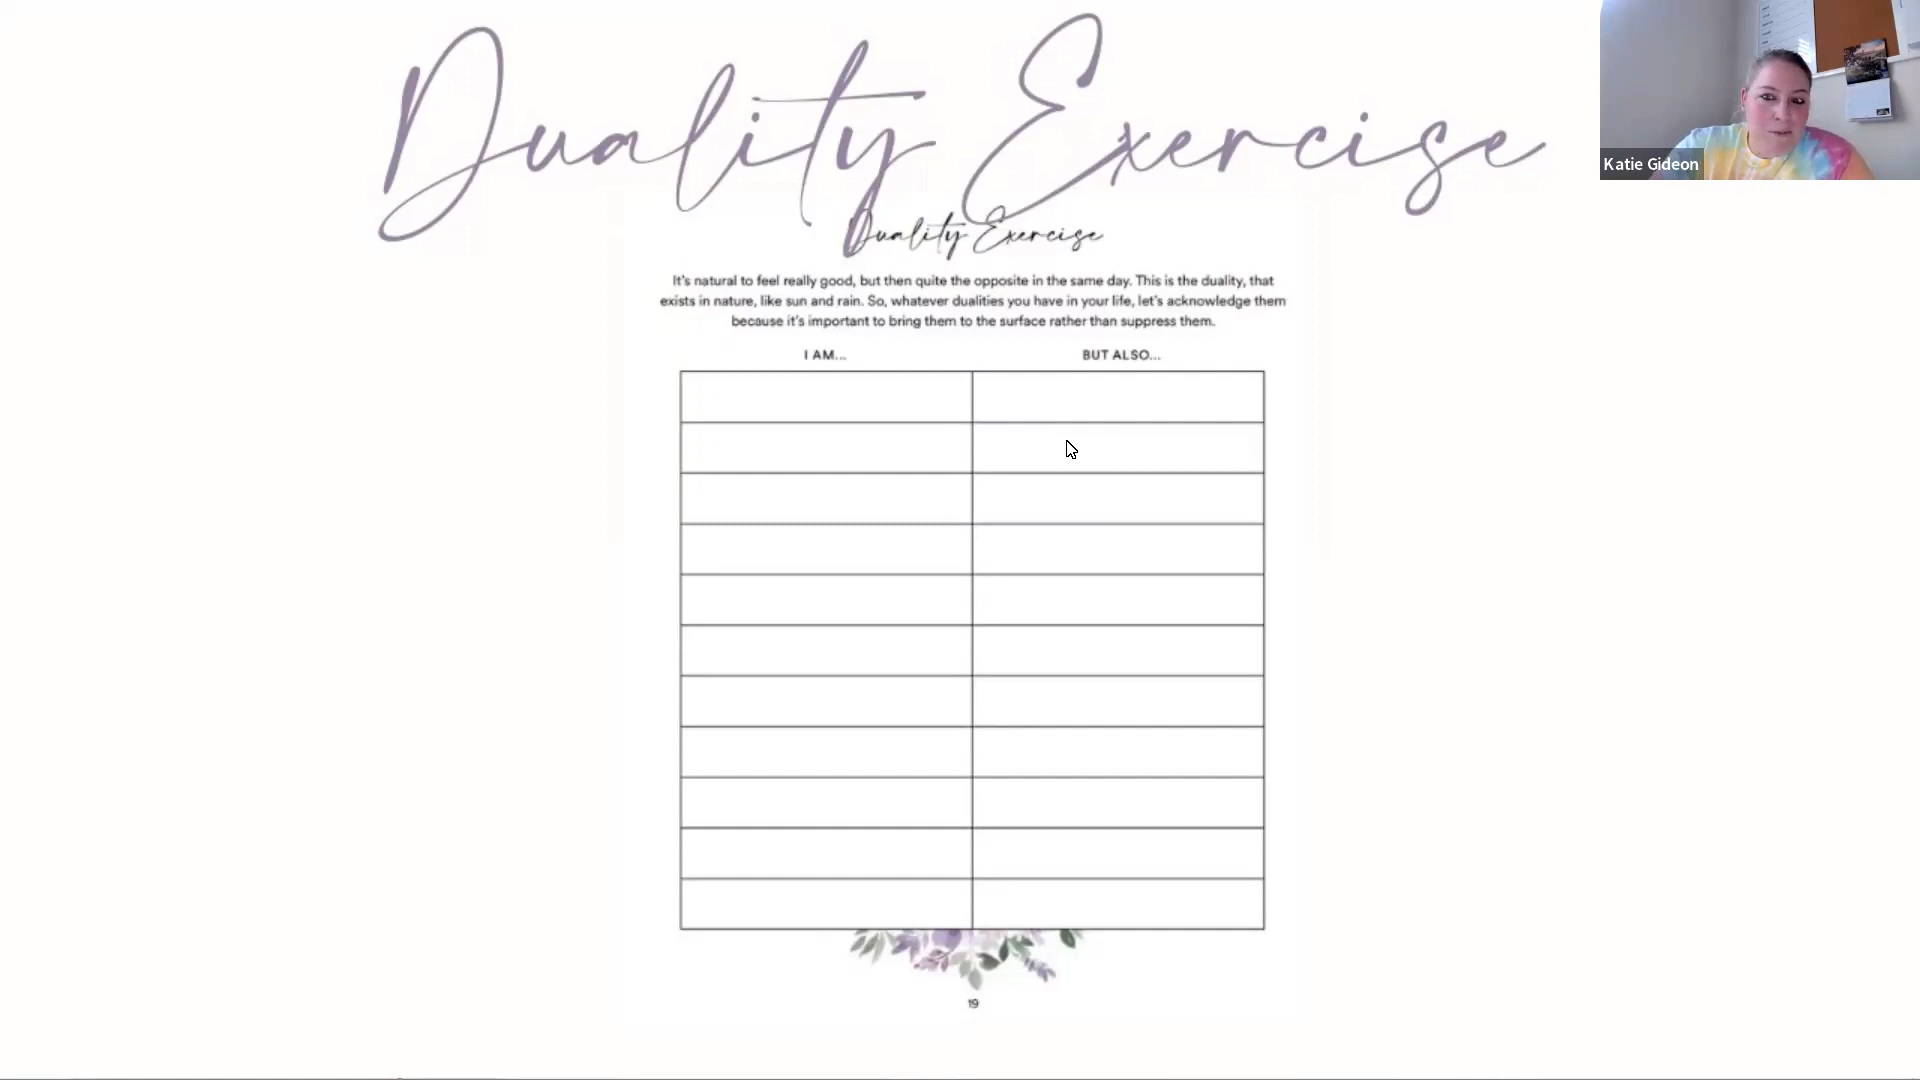 Duality Exercise
Katie Gideon
Duality Exercise
It's natural to feel really good, but then quite the opposite in the same day. This is the duality, that
exists in nature, like sun and rain. So, whatever dualities you have in your life, let's acknowledge them
because it's important to bring them to the surface rather than suppress them.
I AM...
BUT ALSO...
19